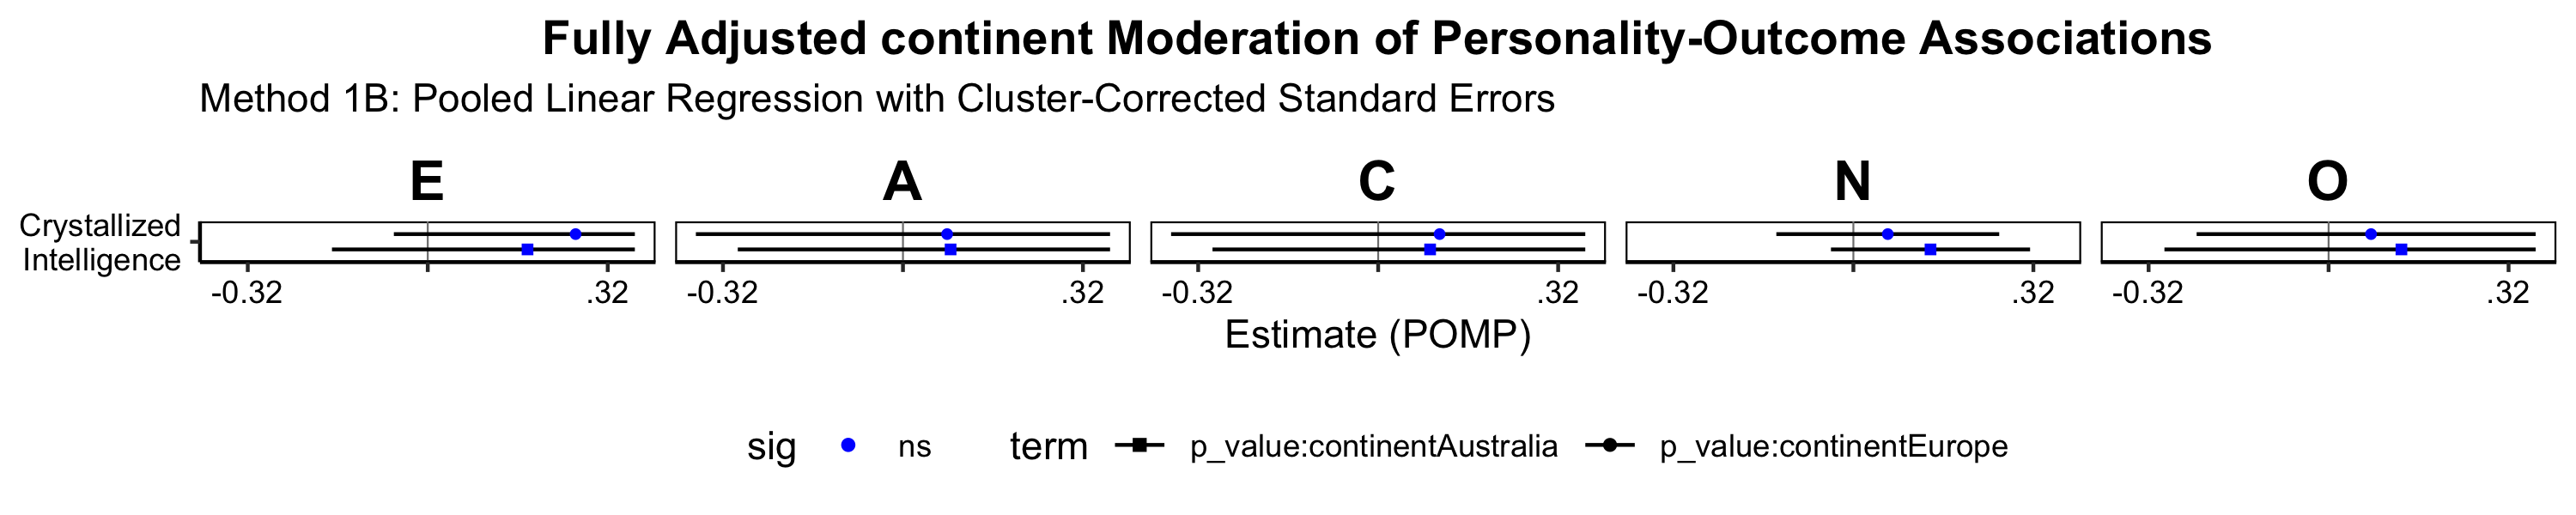 Fully Adjusted continent Moderation of Personality-Outcome Associations
Method 1B: Pooled Linear Regression with Cluster-Corrected Standard Errors
E A C N O
Crystallized
Intelligence
-0.32 .32 -0.32 .32 -0.32 .32 -0.32 .32 -0.32 .32
Estimate (POMP)
sig ns term p_value:continentAustralia p_value:continentEurope